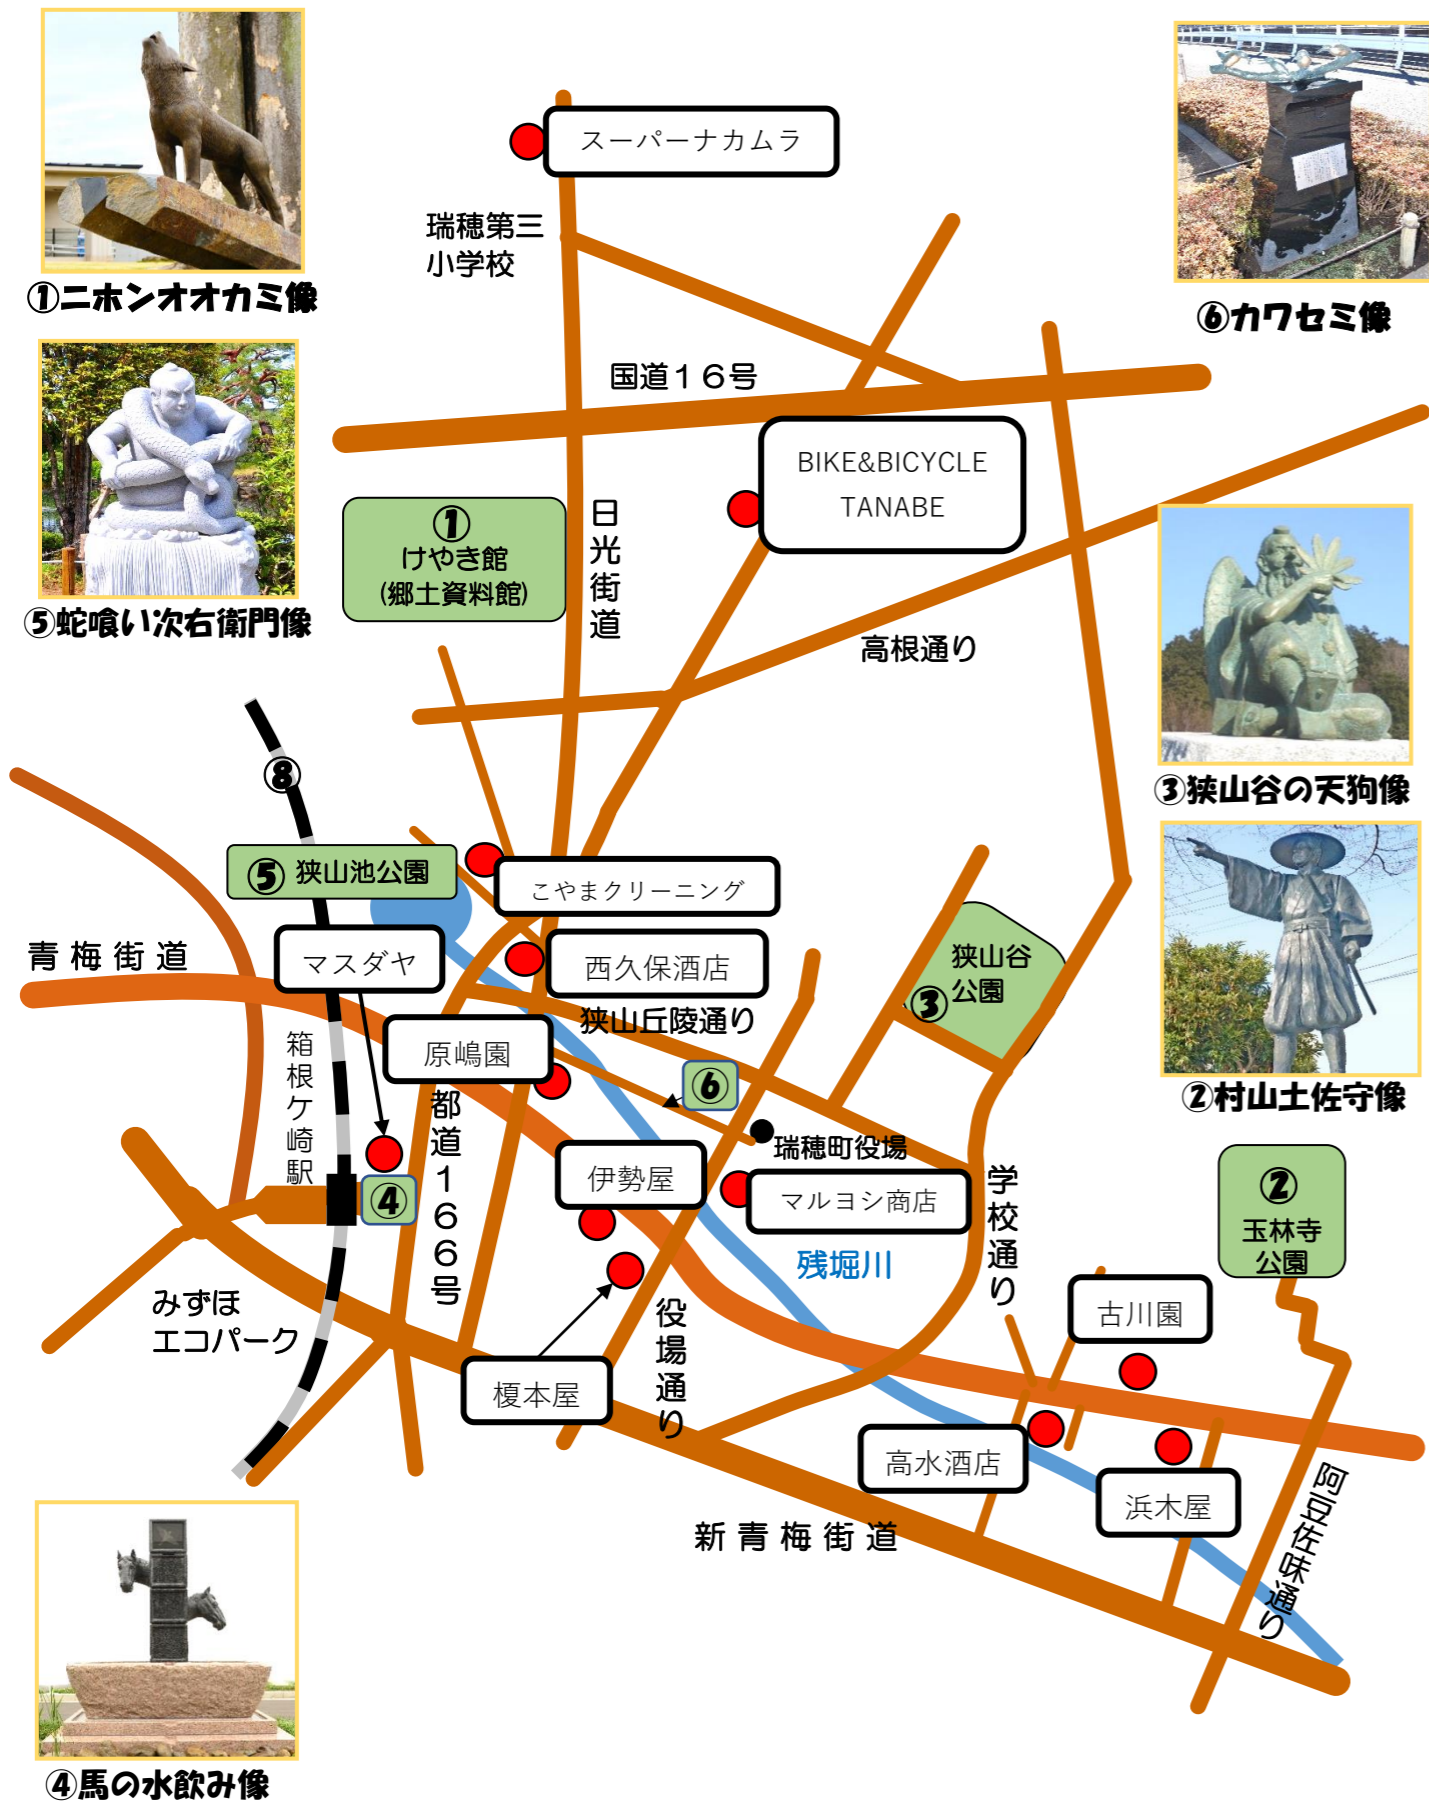 スーパーナカムラ
瑞穂第三
小学校
①ニホンオオカミ像
⑥カワセミ像
国道１６号
BIKE&BICYCLE
TANABE
①
けやき館
(郷土資料館)
日光街道
⑤蛇喰い次右衛門像
高根通り
③狭山谷の天狗像
⑧
⑤ 狭山池公園
こやまクリーニング
青梅街道
マスダヤ
西久保酒店
狭山谷
公園
③
狭山丘陵通り
箱根ケ崎駅
原嶋園
⑥
②村山土佐守像
都道１６６号
瑞穂町役場
伊勢屋
④
マルヨシ商店
学校通り
②
玉林寺
公園
残堀川
みずほ
エコパーク
役場通り
古川園
榎本屋
高水酒店
浜木屋
阿豆佐味通り
新青梅街道
④馬の水飲み像